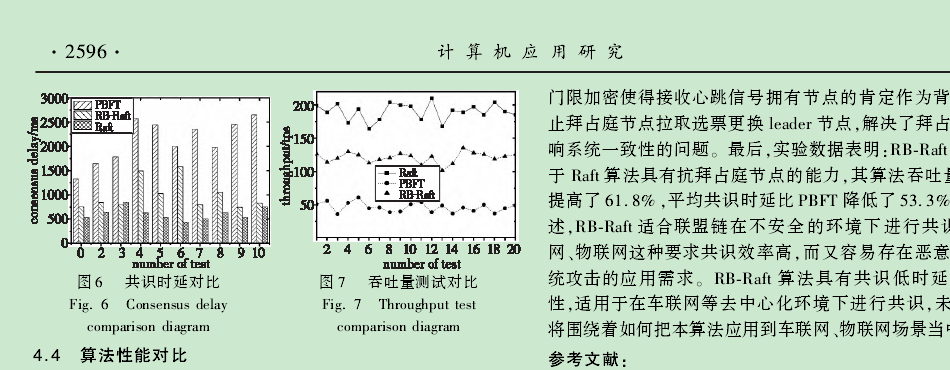 · 2596 ·
计 算 机 应 用 研 究
3000
2500
2000
1500
1000
500
0
consensus delay/ms
PBFT
RB-Raft
Raft
0 2 3 4 5 6 7 8 9 10
number of test
图6 共识时延对比
Fig. 6 Consensus delay
comparison diagram
200
150
100
50
throughput/tps
Raft
PBFT
RB-Raft
2 4 6 8 10 12 14 16 18 20
number of test
图7 吞吐量测试对比
Fig. 7 Throughput test
comparison diagram
4.4 算法性能对比
门限加密使得接收心跳信号拥有节点的肯定作为背
止拜占庭节点拉取选票更换 leader 节点,解决了拜占
响系统一致性的问题。最后,实验数据表明:RB-Raft
于 Raft 算法具有抗拜占庭节点的能力,其算法吞吐量
提高了 61.8%,平均共识时延比 PBFT 降低了 53.3%
述,RB-Raft 适合联盟链在不安全的环境下进行共识
网、物联网这种要求共识效率高,而又容易存在恶意
统攻击的应用需求。RB-Raft 算法具有共识低时延
性,适用于在车联网等去中心化环境下进行共识,未
将围绕着如何把本算法应用到车联网、物联网场景当中
参考文献: